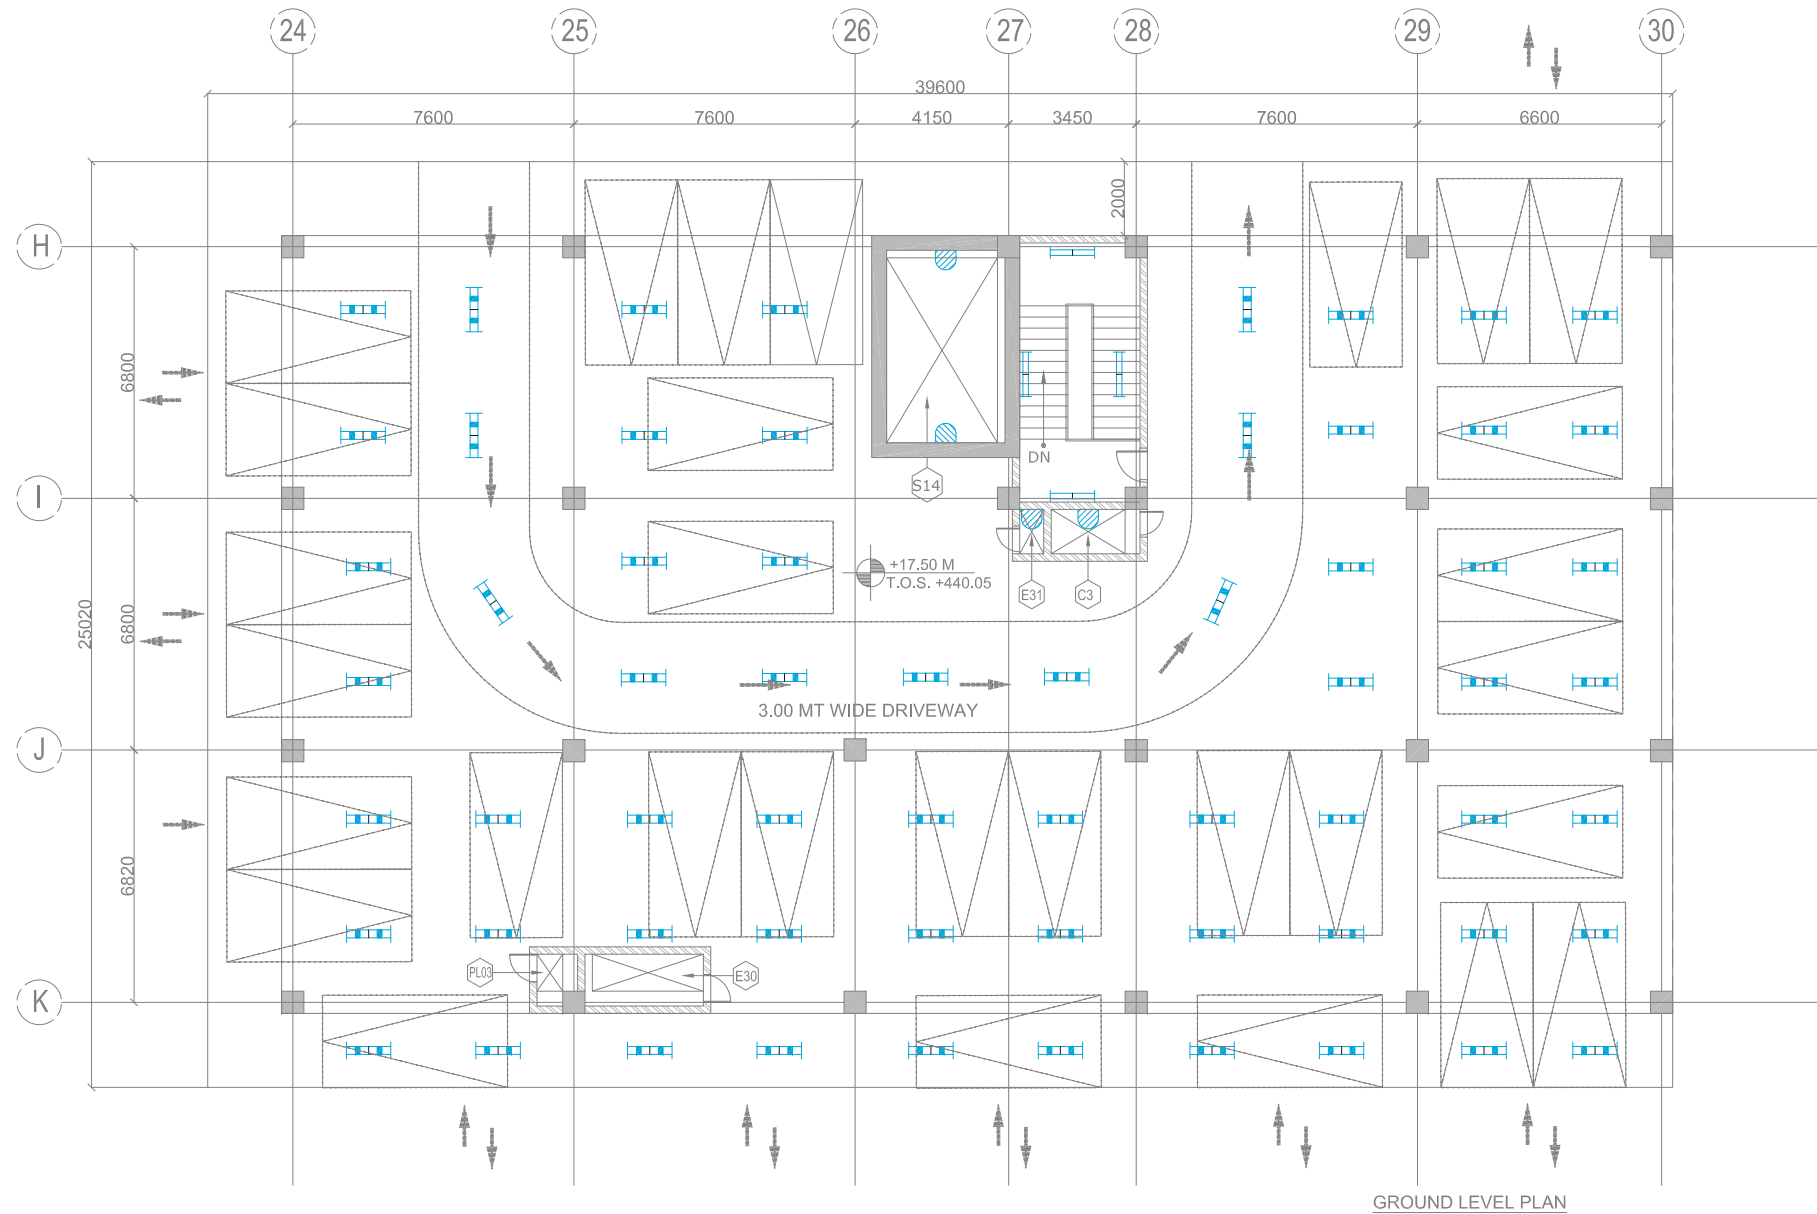 24 25 26 27 28 29 30
39600
7600 7600 4150 3450 7600 6600
2000
H
6800
DN
S14
I
+17.50 M
T.O.S. +440.05
E31 C3
25020
6800
3.00 MT WIDE DRIVEWAY
J
6820
PL03 E30
K
GROUND LEVEL PLAN